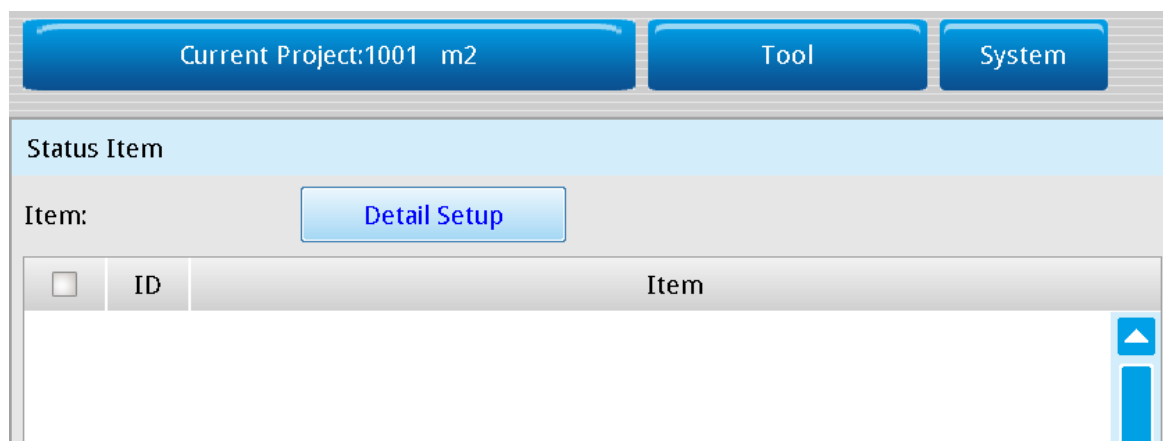 Current Project:1001 m2 Tool System
Status Item
Item: Detail Setup
ID Item